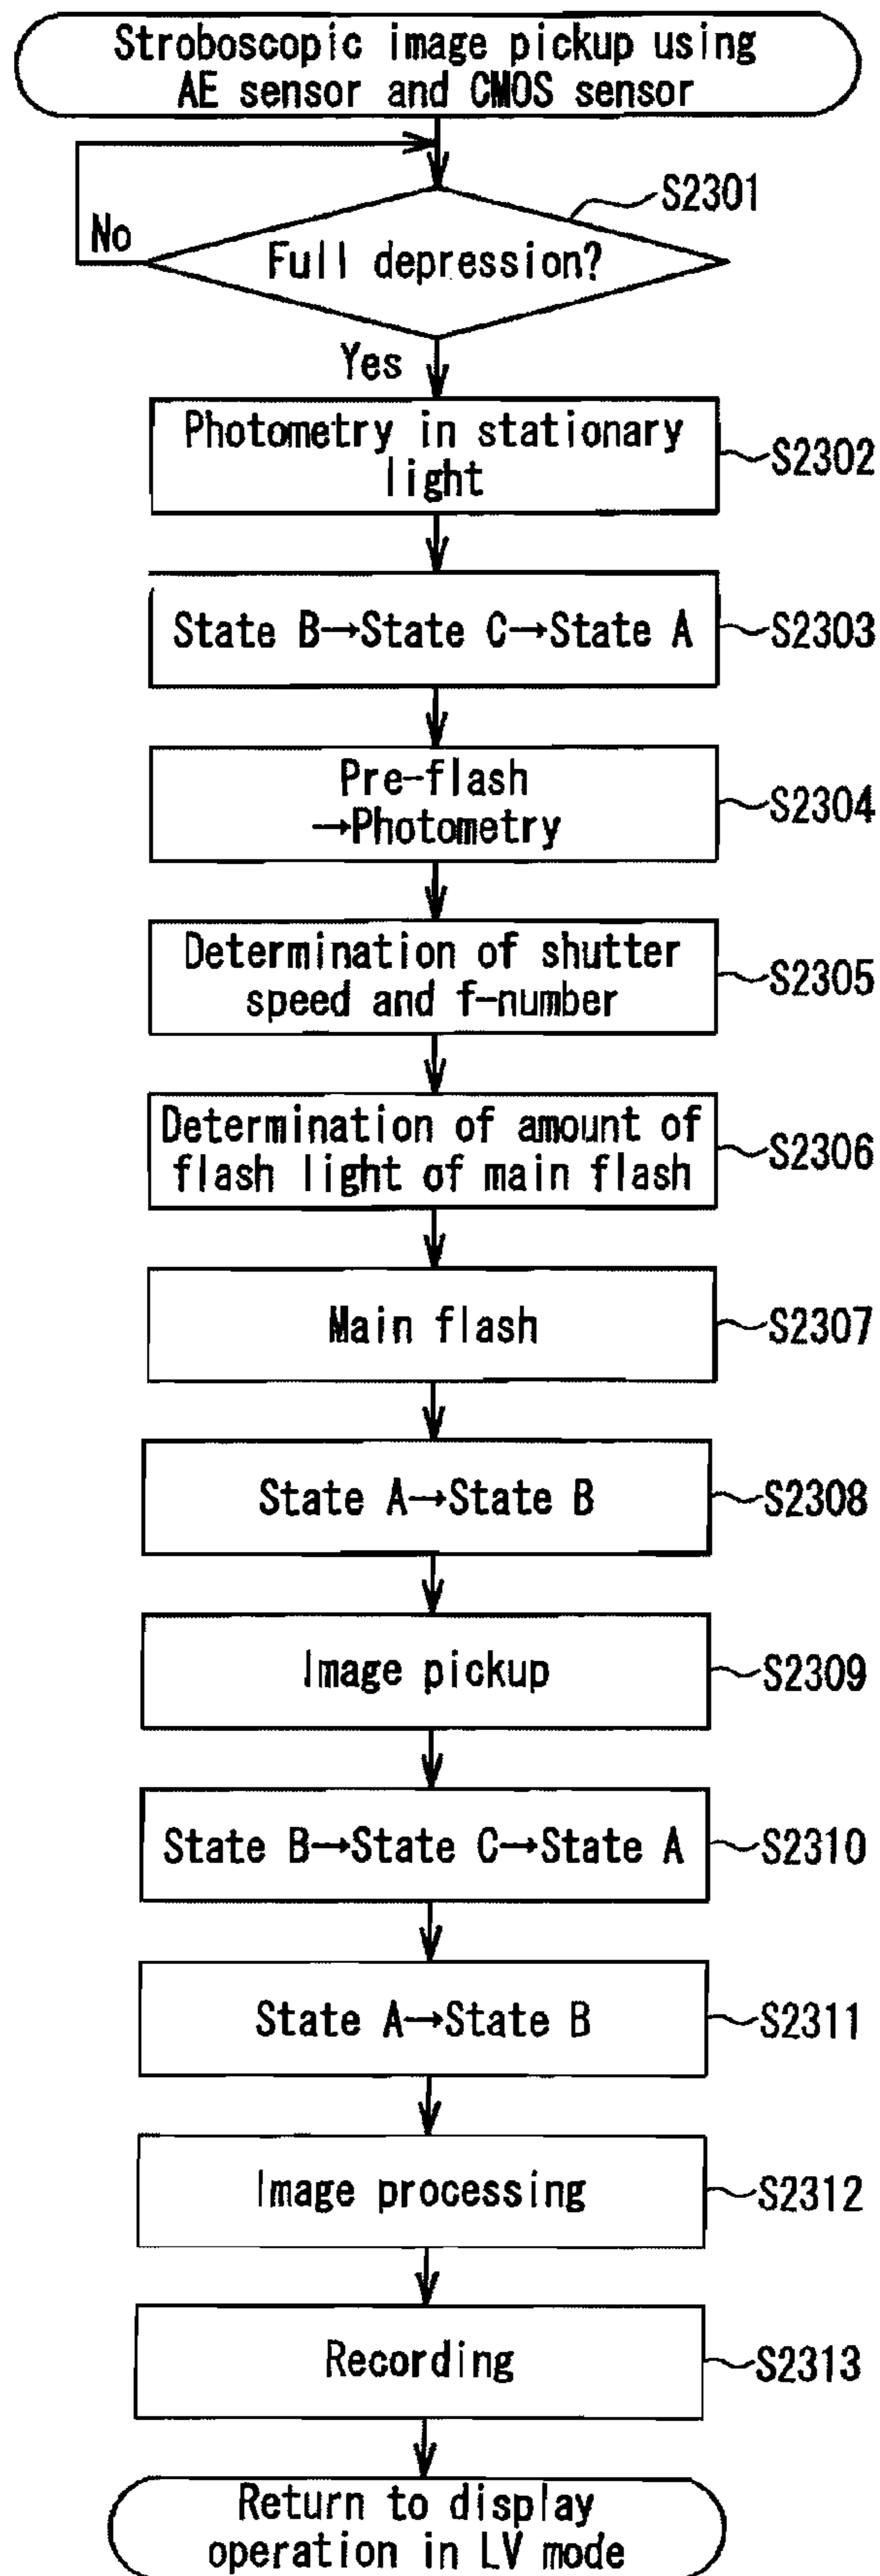 Stroboscopic image pickup using
AE sensor and CMOS sensor
S2301
No
Full depression?
Yes
Photometry in stationary
light
S2302
State B→State C→State A
S2303
Pre-flash
→Photometry
S2304
Determination of shutter
speed and f-number
S2305
Determination of amount of
flash light of main flash
S2306
Main flash
S2307
State A→State B
S2308
Image pickup
S2309
State B→State C→State A
S2310
State A→State B
S2311
Image processing
S2312
Recording
S2313
Return to display
operation in LV mode